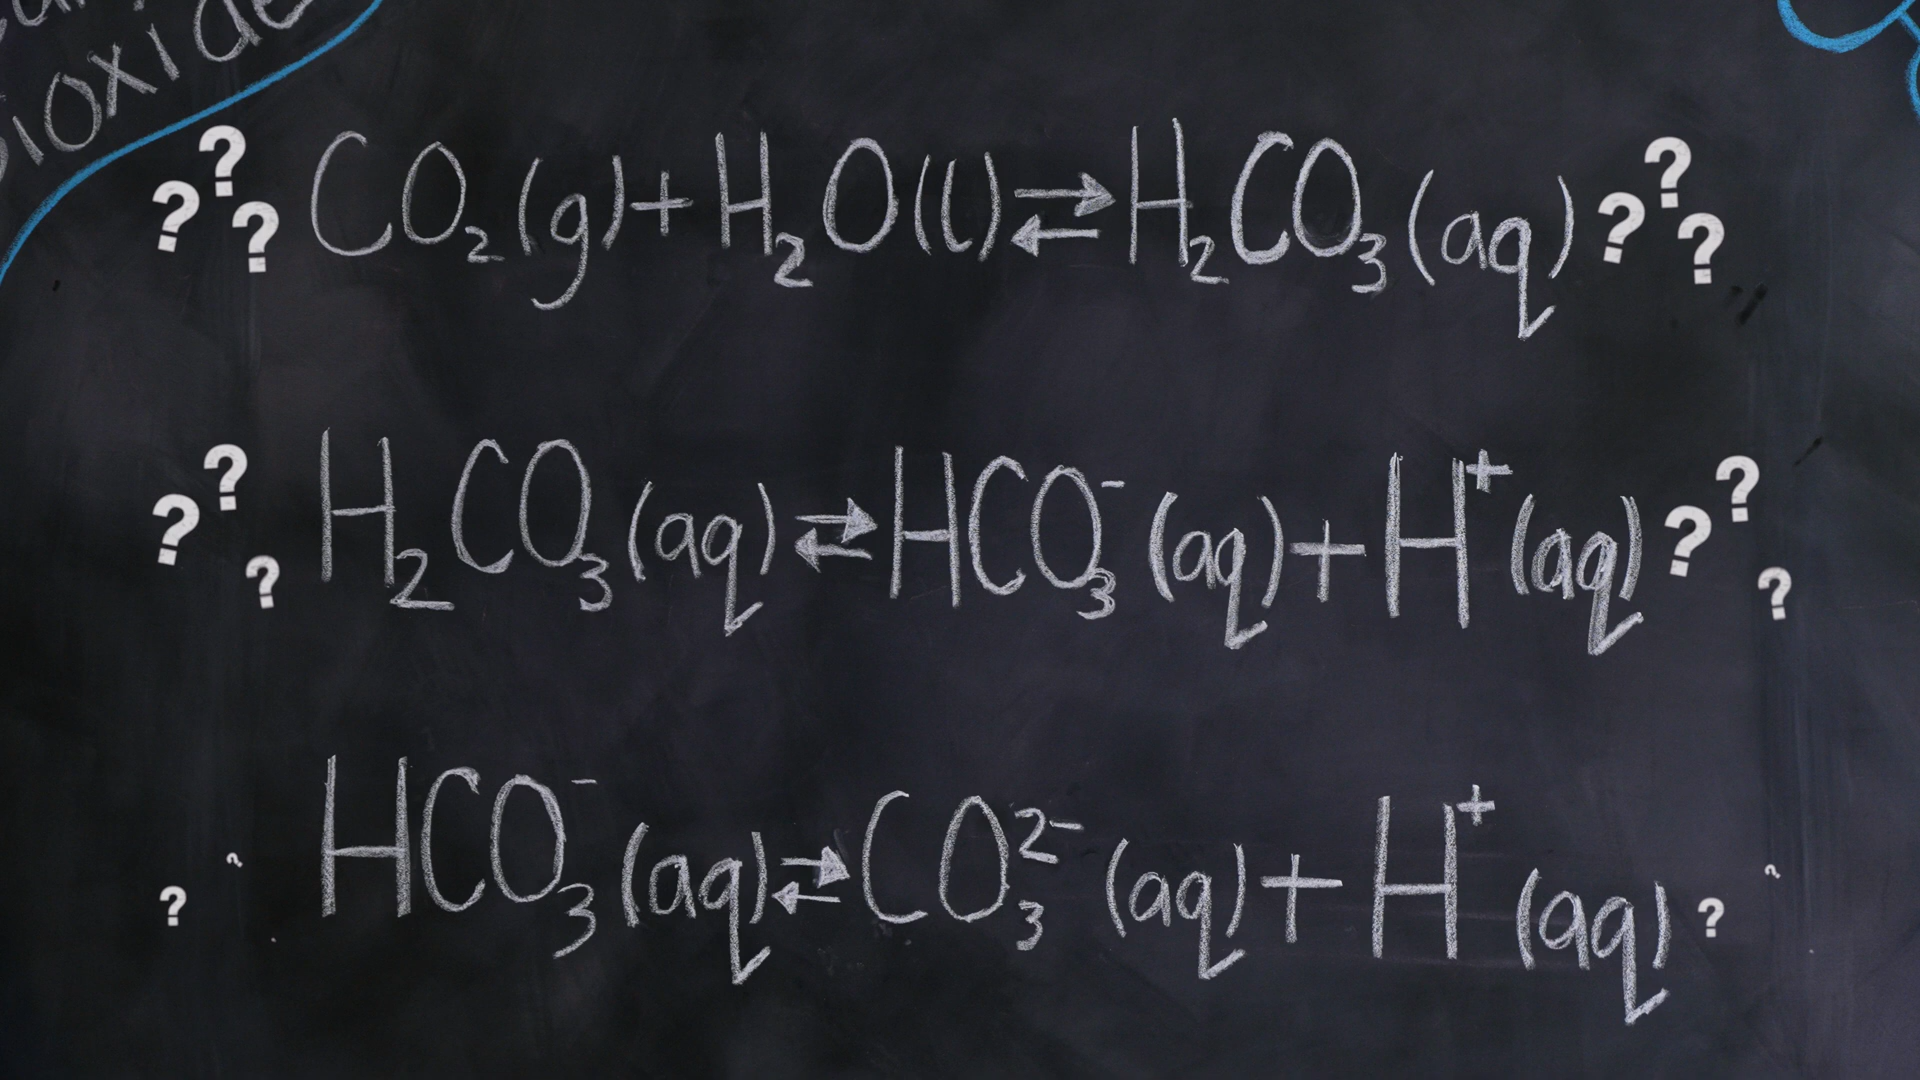 ioxide
??? CO₂(g)+H₂O(l)⇄H₂CO₃(aq)???
??? H₂CO₃(aq)⇄HCO₃⁻(aq)+H⁺(aq)???
?? HCO₃⁻(aq)⇄CO₃²⁻(aq)+H⁺(aq)??